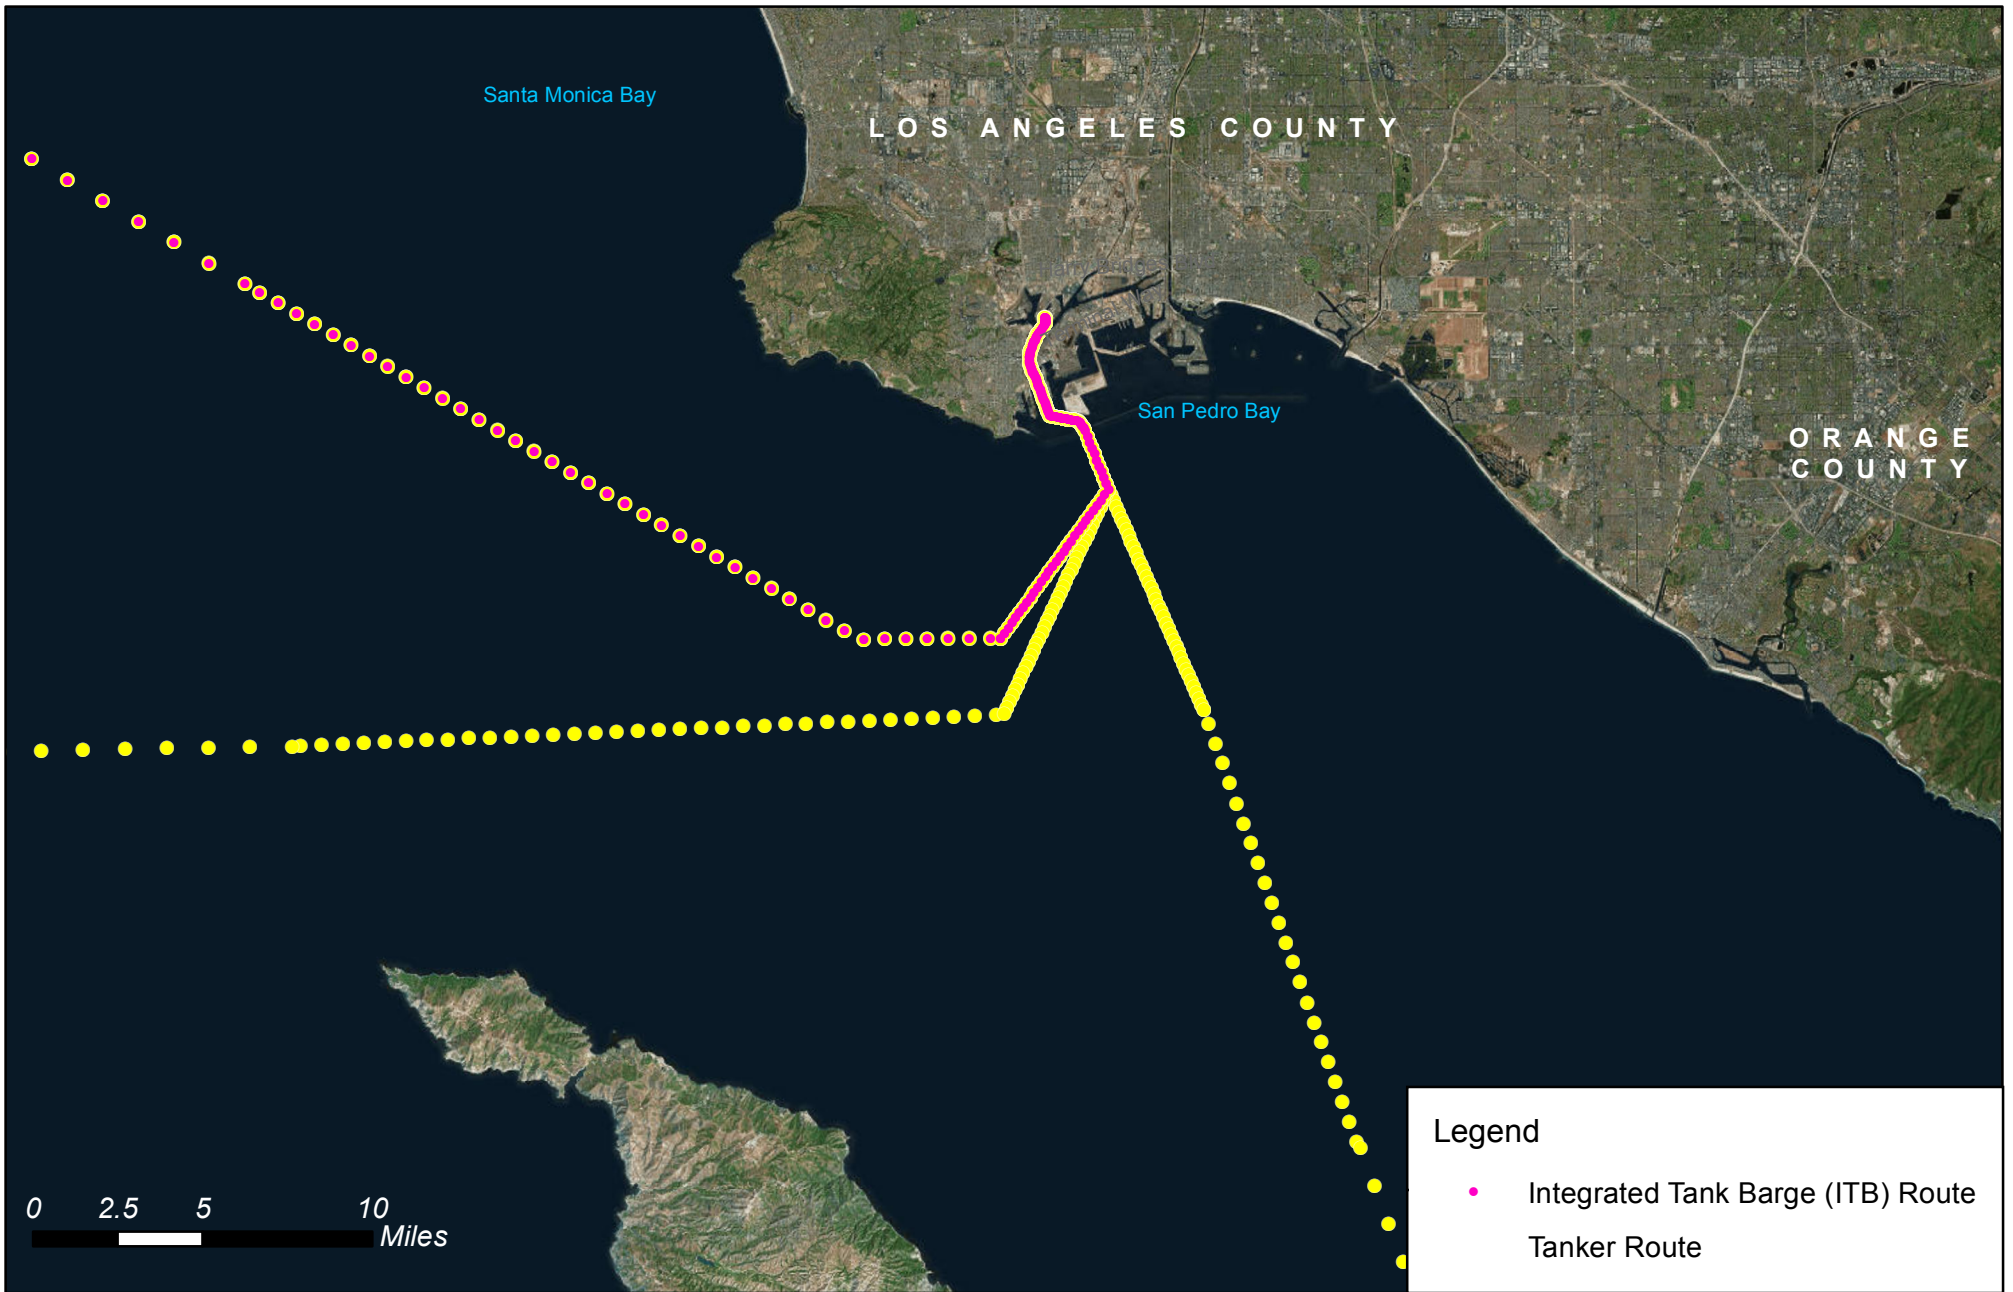 Santa Monica Bay
LOS ANGELES COUNTY
San Pedro Bay
ORANGE
COUNTY
0 2.5 5 10
Miles
Legend
Integrated Tank Barge (ITB) Route
Tanker Route